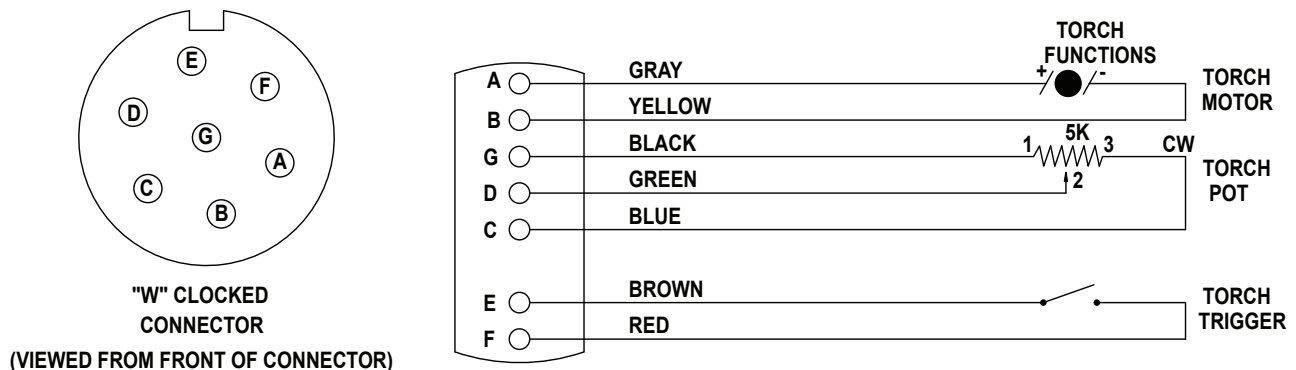 E
F
D
G
A
C
B
"W" CLOCKED
CONNECTOR
(VIEWED FROM FRONT OF CONNECTOR)
TORCH
FUNCTIONS
A GRAY + -
B YELLOW
TORCH
MOTOR
G BLACK 1 5K 3 CW
D GREEN 2
C BLUE
TORCH
POT
E BROWN
F RED
TORCH
TRIGGER